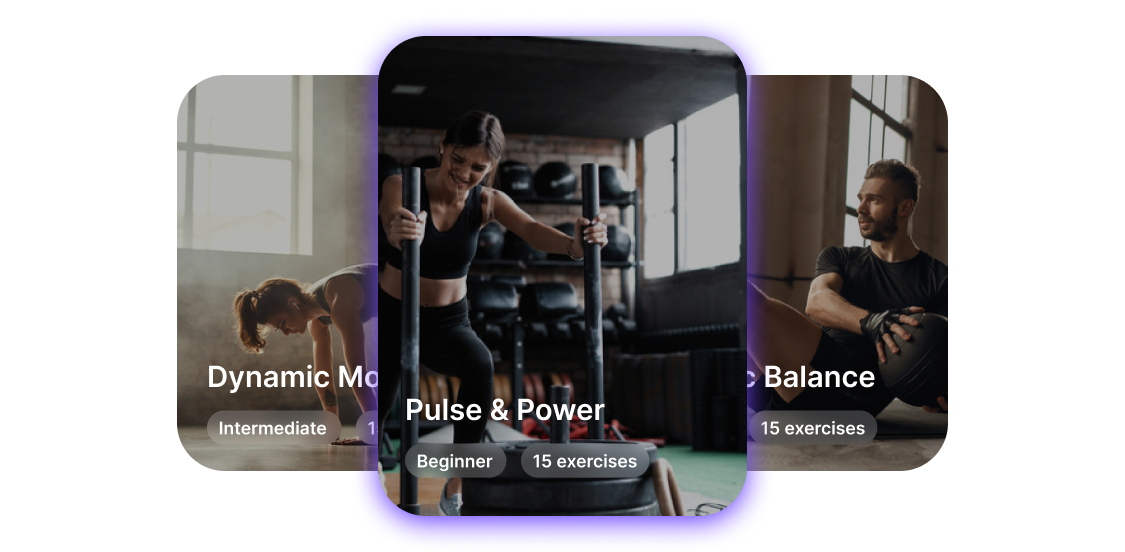 Dynamic Mo
Intermediate
Pulse & Power
Beginner 15 exercises
c Balance
15 exercises